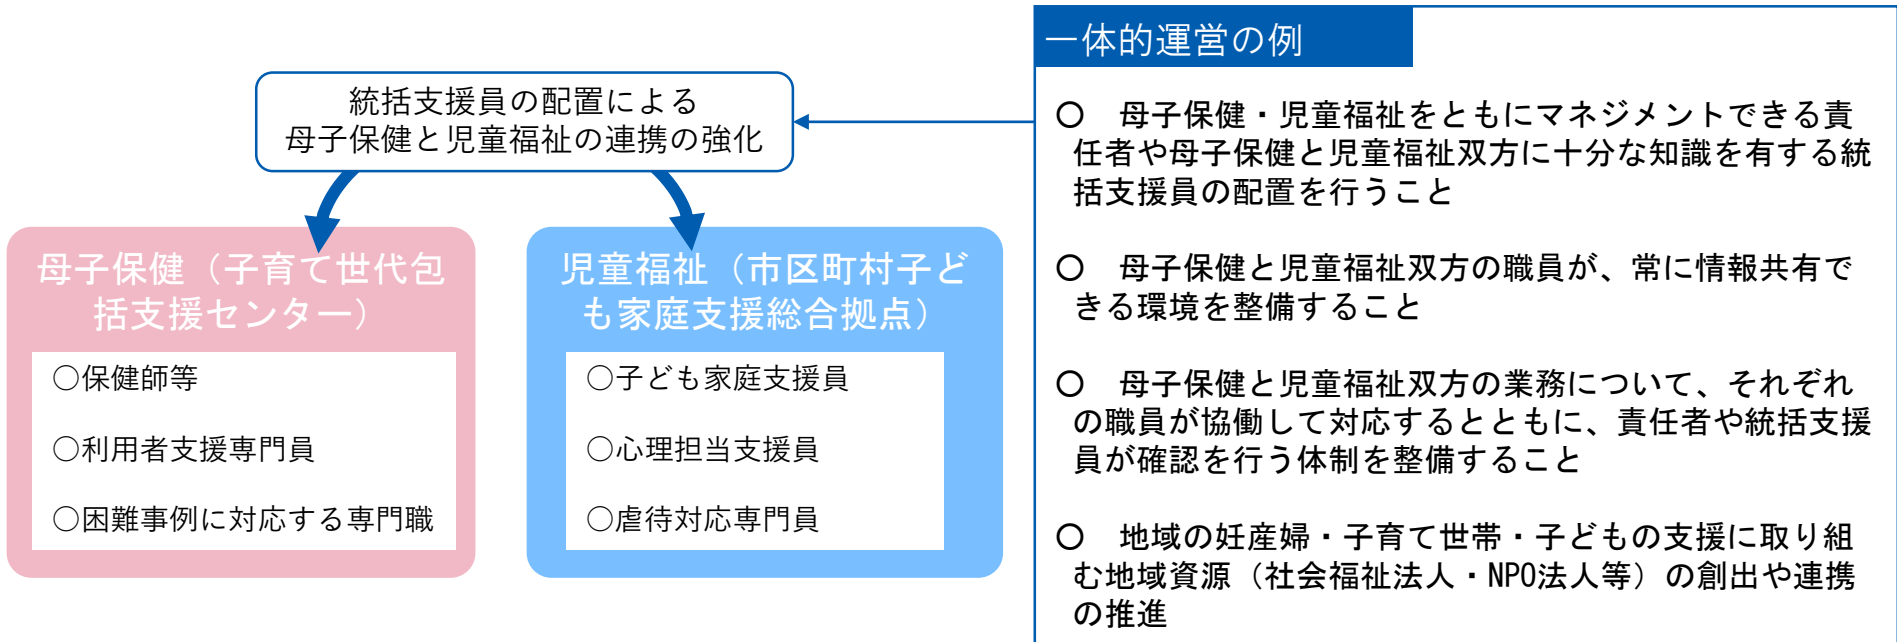 統括支援員の配置による
母子保健と児童福祉の連携の強化
母子保健（子育て世代包
括支援センター）
○保健師等
○利用者支援専門員
○困難事例に対応する専門職
児童福祉（市区町村子ど
も家庭支援総合拠点）
○子ども家庭支援員
○心理担当支援員
○虐待対応専門員
一体的運営の例
○　母子保健・児童福祉をともにマネジメントできる責
任者や母子保健と児童福祉双方に十分な知識を有する統
括支援員の配置を行うこと
○　母子保健と児童福祉双方の職員が、常に情報共有で
きる環境を整備すること
○　母子保健と児童福祉双方の業務について、それぞれ
の職員が協働して対応するとともに、責任者や統括支援
員が確認を行う体制を整備すること
○　地域の妊産婦・子育て世帯・子どもの支援に取り組
む地域資源（社会福祉法人・NPO法人等）の創出や連携
の推進